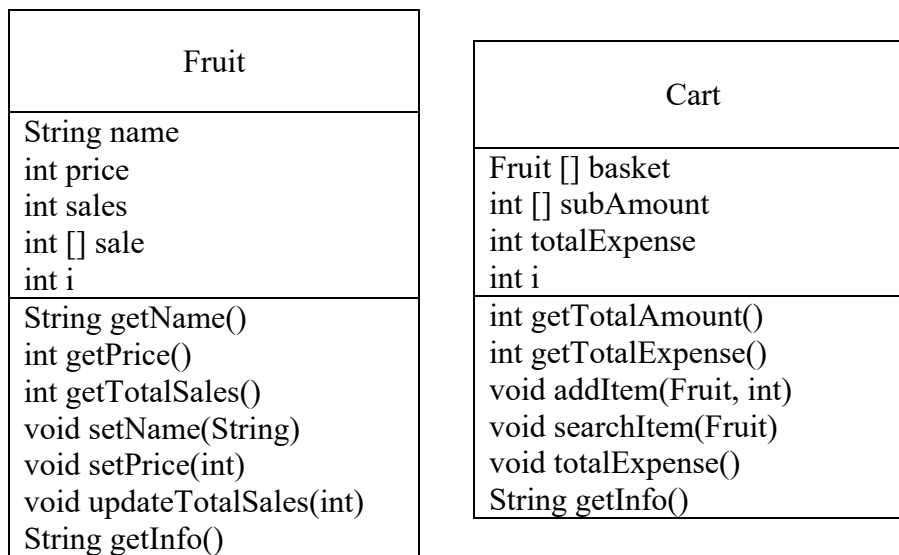 Fruit
String name
int price
int sales
int [] sale
int i
String getName()
int getPrice()
int getTotalSales()
void setName(String)
void setPrice(int)
void updateTotalSales(int)
String getInfo()
Cart
Fruit [] basket
int [] subAmount
int totalExpense
int i
int getTotalAmount()
int getTotalExpense()
void addItem(Fruit, int)
void searchItem(Fruit)
void totalExpense()
String getInfo()